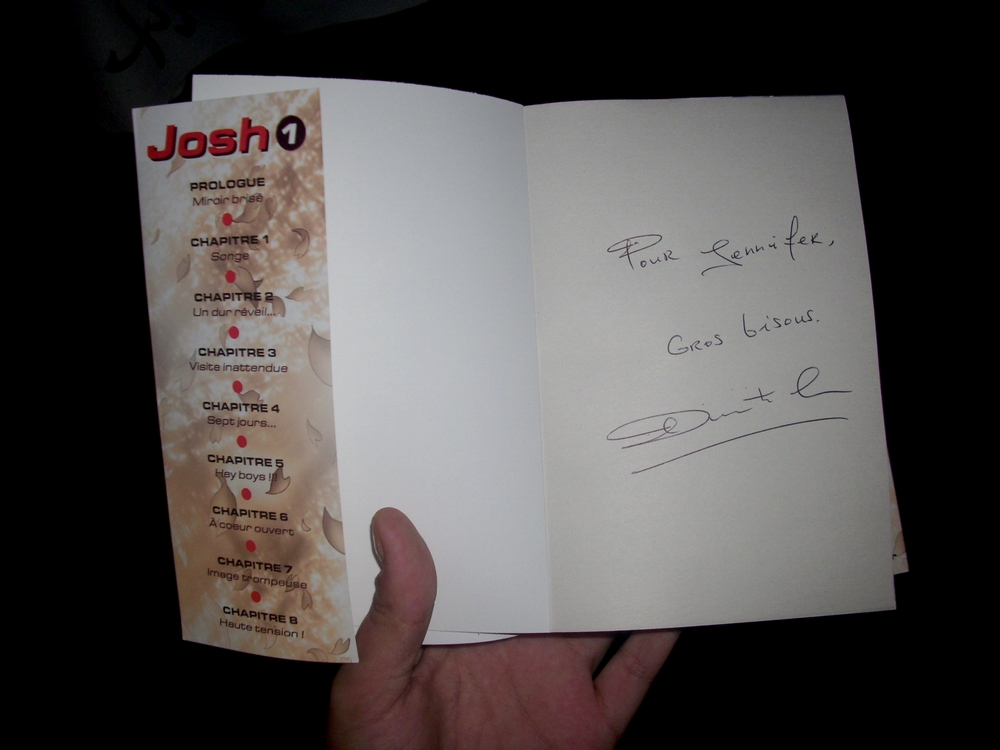 Josh 1
PROLOGUE
Miroir brisé
CHAPITRE 1
Songe
CHAPITRE 2
Un dur réveil...
CHAPITRE 3
Visite inattendue
CHAPITRE 4
Sept jours...
CHAPITRE 5
Hey boys !!!
CHAPITRE 6
À coeur ouvert
CHAPITRE 7
Image trompeuse
CHAPITRE 8
Haute tension !
Pour Jennifer,
Gros bisous.